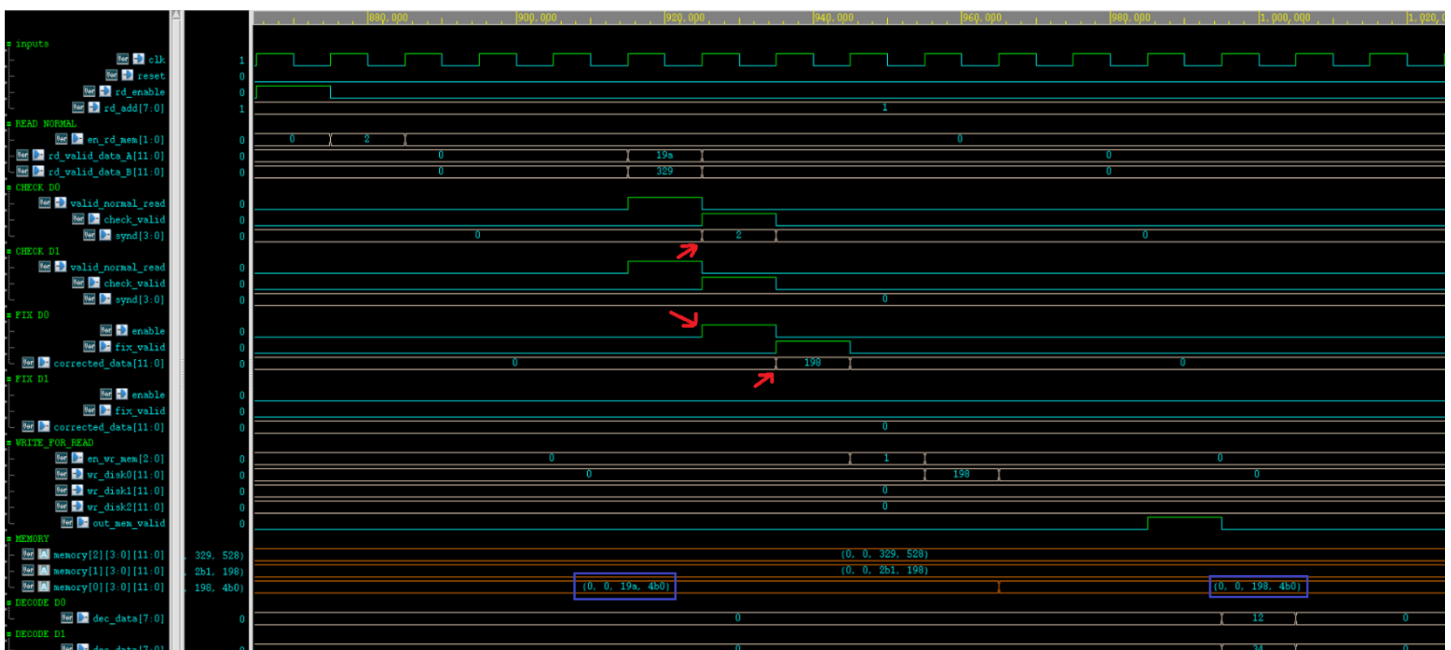 880,000 900.000 920,000 940.000 960.000 980.000 1.000,000 1.020,
inputs
clk 1
reset 0
rd_enable 0
rd_add[7:0] 1 1
READ NORMAL
en_rd_mem[1:0] 0 0 2 0
rd_valid_data_A[11:0] 0 0 19a 0
rd_valid_data_B[11:0] 0 0 329 0
CHECK D0
valid_normal_read 0
check_valid 0
synd[3:0] 0 0 2 0
CHECK D1
valid_normal_read 0
check_valid 0
synd[3:0] 0 0
FIX D0
enable 0
fix_valid 0
corrected_data[11:0] 0 0 198 0
FIX D1
enable 0
fix_valid 0
corrected_data[11:0] 0 0
WRITE_FOR_READ
en_wr_mem[2:0] 0 0 1 0
wr_disk0[11:0] 0 0 198 0
wr_disk1[11:0] 0 0
wr_disk2[11:0] 0 0
out_mem_valid 0
MEMORY
memory[2][3:0][11:0] , 329, 528) (0, 0, 329, 528)
memory[1][3:0][11:0] , 2b1, 198) (0, 0, 2b1, 198)
memory[0][3:0][11:0] , 198, 4b0) (0, 0, 19a, 4b0) (0, 0, 198, 4b0)
DECODE D0
dec_data[7:0] 0 0 12 0
DECODE D1
dec_data[7:0] 0 0 34 0